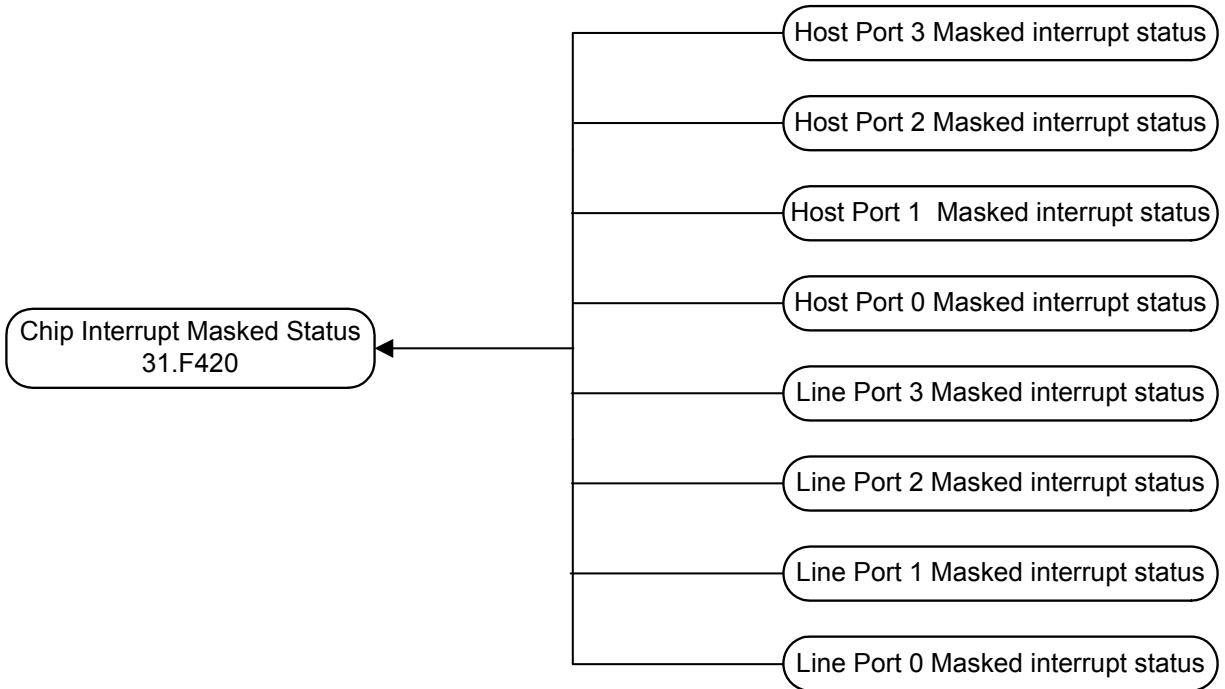 Host Port 3 Masked interrupt status
Host Port 2 Masked interrupt status
Host Port 1  Masked interrupt status
Host Port 0 Masked interrupt status
Chip Interrupt Masked Status
31.F420
Line Port 3 Masked interrupt status
Line Port 2 Masked interrupt status
Line Port 1 Masked interrupt status
Line Port 0 Masked interrupt status